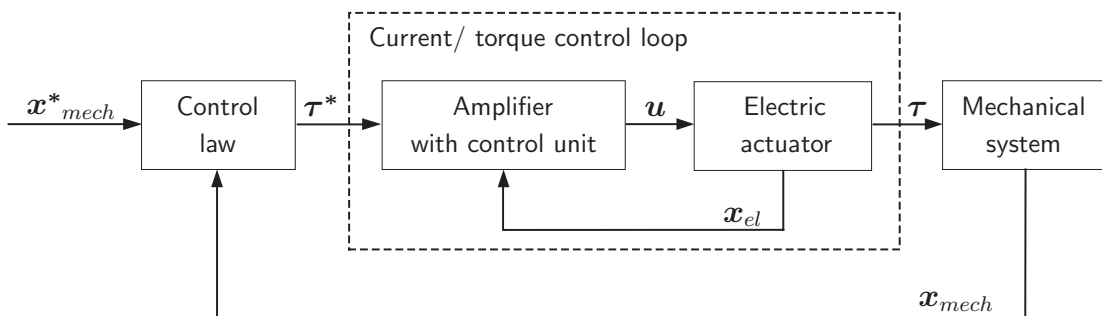 Current/ torque control loop
x*mech
Control
law
τ*
Amplifier
with control unit
u
Electric
actuator
τ
Mechanical
system
xel
xmech